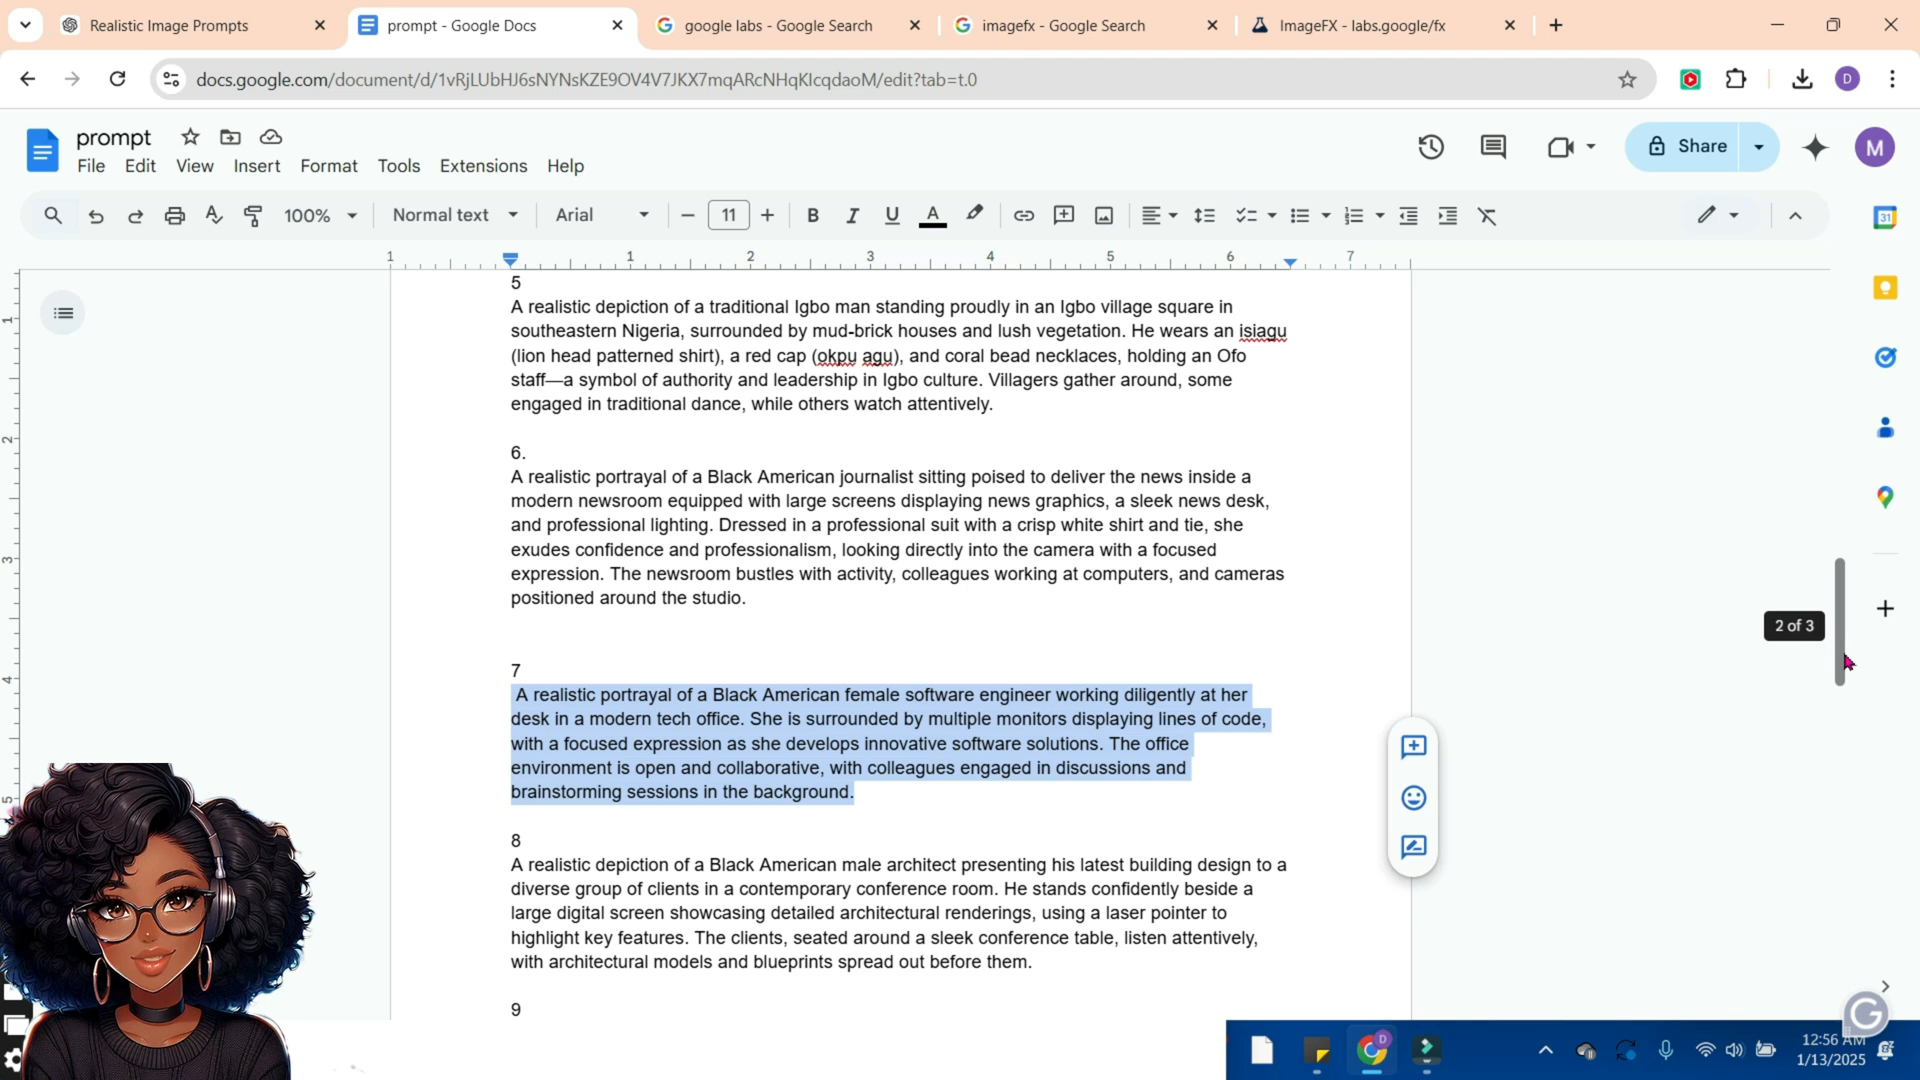 Realistic Image Prompts
prompt - Google Docs
google labs - Google Search
imagefx - Google Search
ImageFX - labs.google/fx
docs.google.com/document/d/1vRjLUbHJ6sNYNsKZE9OV4V7JKX7mqARcNHqKIcqdaoM/edit?tab=t.0
D
prompt
File Edit View Insert Format Tools Extensions Help
Share
M
100% Normal text Arial 11 B I U A
31
1 1 2 3 4 5 6 7
1
2
3
4
5
5
A realistic depiction of a traditional Igbo man standing proudly in an Igbo village square in
southeastern Nigeria, surrounded by mud-brick houses and lush vegetation. He wears an isiagu
(lion head patterned shirt), a red cap (okpu agu), and coral bead necklaces, holding an Ofo
staff—a symbol of authority and leadership in Igbo culture. Villagers gather around, some
engaged in traditional dance, while others watch attentively.
6.
A realistic portrayal of a Black American journalist sitting poised to deliver the news inside a
modern newsroom equipped with large screens displaying news graphics, a sleek news desk,
and professional lighting. Dressed in a professional suit with a crisp white shirt and tie, she
exudes confidence and professionalism, looking directly into the camera with a focused
expression. The newsroom bustles with activity, colleagues working at computers, and cameras
positioned around the studio.
2 of 3
7
A realistic portrayal of a Black American female software engineer working diligently at her
desk in a modern tech office. She is surrounded by multiple monitors displaying lines of code,
with a focused expression as she develops innovative software solutions. The office
environment is open and collaborative, with colleagues engaged in discussions and
brainstorming sessions in the background.
8
A realistic depiction of a Black American male architect presenting his latest building design to a
diverse group of clients in a contemporary conference room. He stands confidently beside a
large digital screen showcasing detailed architectural renderings, using a laser pointer to
highlight key features. The clients, seated around a sleek conference table, listen attentively,
with architectural models and blueprints spread out before them.
9
D
12:56 AM
1/13/2025